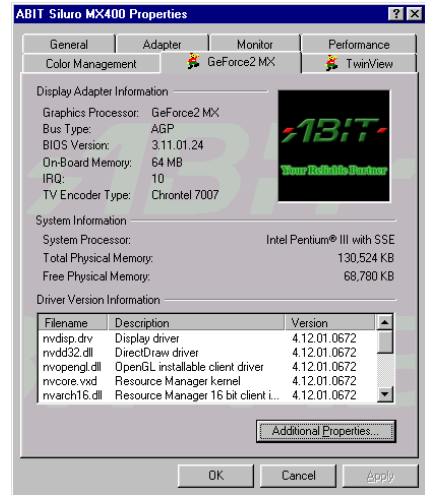 ABIT Siluro MX400 Properties
General Adapter Monitor Performance
Color Management GeForce2 MX TwinView
Display Adapter Information
Graphics Processor: GeForce2 MX
Bus Type: AGP
BIOS Version: 3.11.01.24
On-Board Memory: 64 MB
IRQ: 10
TV Encoder Type: Chrontel 7007
ABIT
Your Reliable Partner
System Information
System Processor: Intel Pentium® III with SSE
Total Physical Memory: 130,524 KB
Free Physical Memory: 68,780 KB
Driver Version Information
Filename Description Version
nvdisp.drv Display driver 4.12.01.0672
nvdd32.dll DirectDraw driver 4.12.01.0672
nvopengl.dll OpenGL installable client driver 4.12.01.0672
nvcore.vxd Resource Manager kernel 4.12.01.0672
nvarch16.dll Resource Manager 16 bit client i... 4.12.01.0672
Additional Properties...
OK Cancel Apply